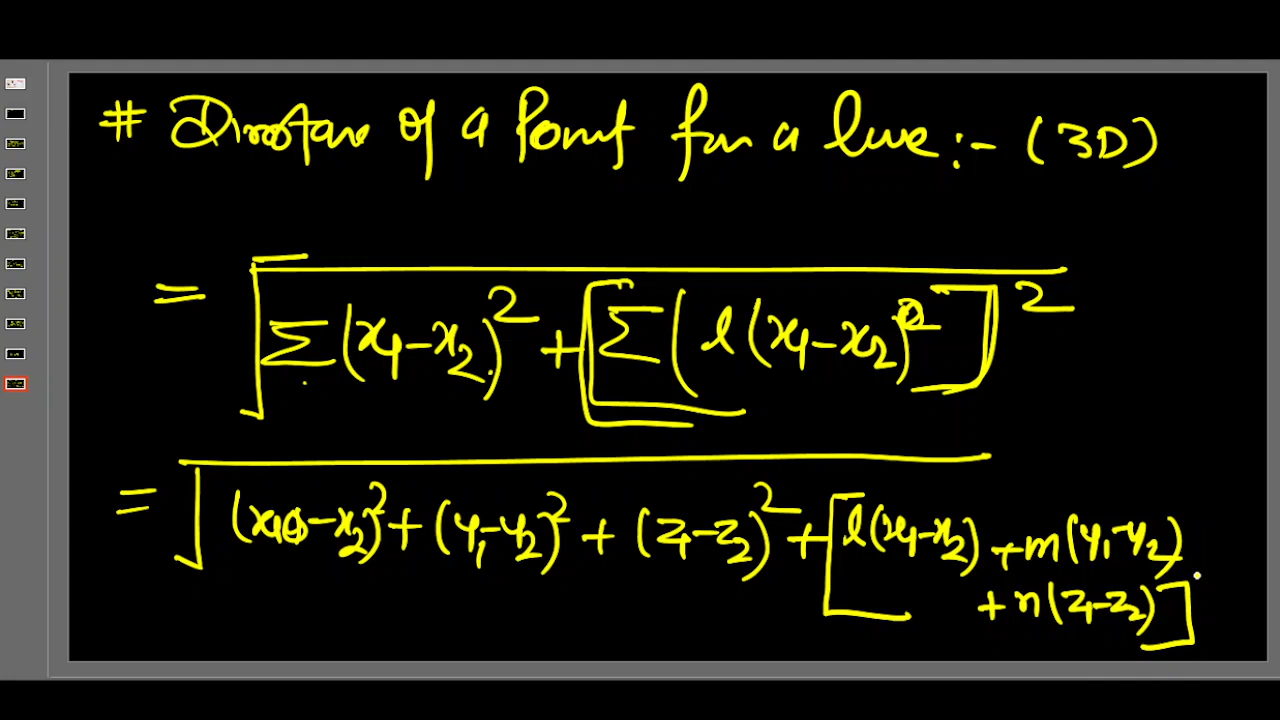 # Distance of a Point from a line :- (3D)
= √(Σ(x₁-x₂)² + [Σ(l(x₁-x₂)]²)
= √((x₁-x₂)² + (y₁-y₂)² + (z₁-z₂)² + [l(x₁-x₂) + m(y₁-y₂)
+ n(z₁-z₂)]